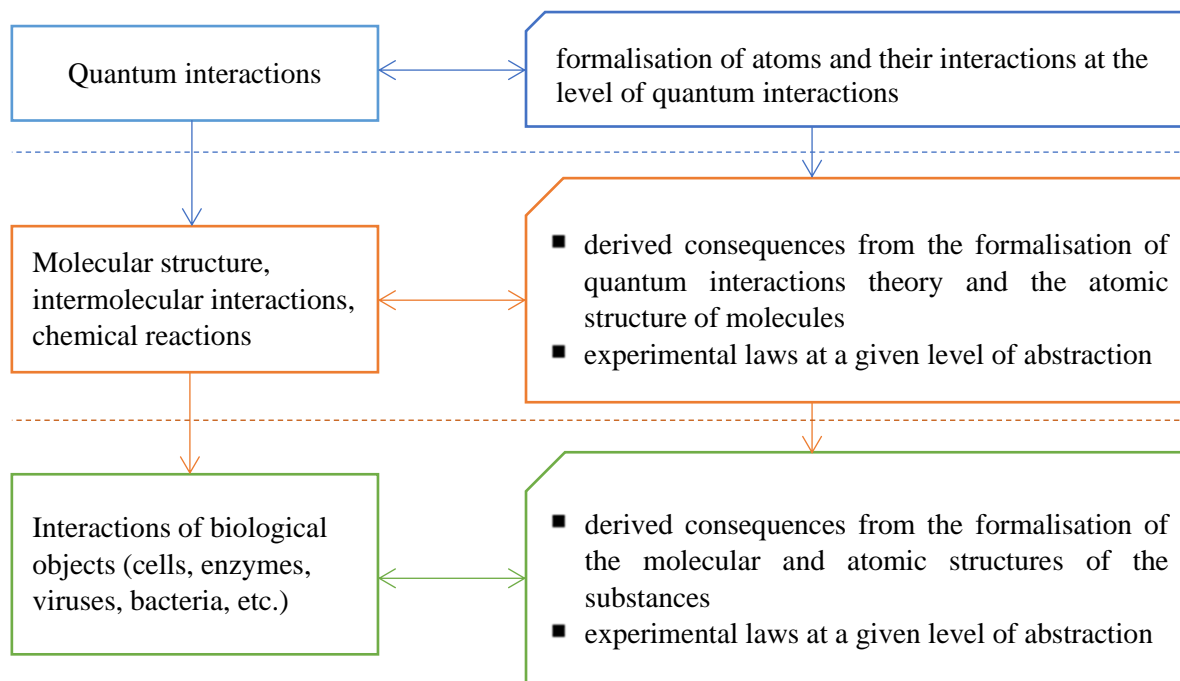 Quantum interactions
formalisation of atoms and their interactions at the
level of quantum interactions
Molecular structure,
intermolecular interactions,
chemical reactions
▪ derived consequences from the formalisation of
quantum interactions theory and the atomic
structure of molecules
▪ experimental laws at a given level of abstraction
Interactions of biological
objects (cells, enzymes,
viruses, bacteria, etc.)
▪ derived consequences from the formalisation of
the molecular and atomic structures of the
substances
▪ experimental laws at a given level of abstraction